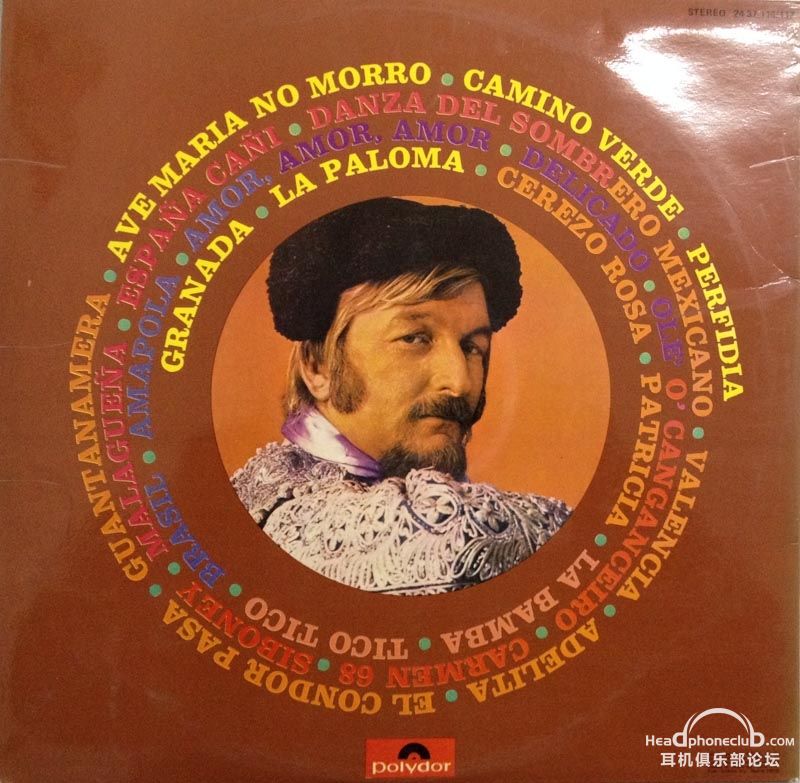 STEREO
GRANADA • LA PALOMA • CEREZO ROSA • PATRICIA • LA BAMBA • TICO TICO • BRASIL • AMAPOLA • AMOR, AMOR, AMOR • DELICADO • OLE' O' CANGANCEIRO • CARMEN 68 • SIBONEY • MALAGUEÑA • ESPAÑA CAÑI • DANZA DEL SOMBRERO MEXICANO • VALENCIA • ADELITA • EL CONDOR PASA • GUANTANAMERA • AVE MARIA NO MORRO • CAMINO VERDE • PERFIDIA
polydor
Headphoneclub.com
耳机俱乐部论坛